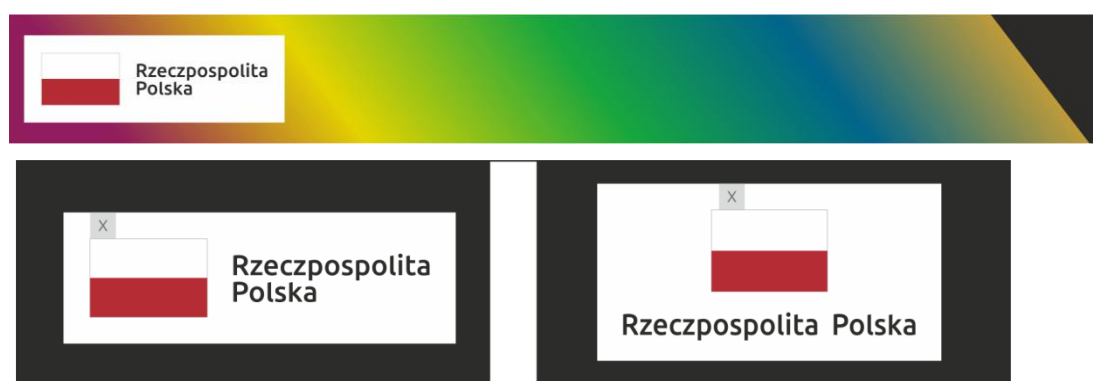 Rzeczpospolita
Polska
X
Rzeczpospolita
Polska
X
Rzeczpospolita Polska